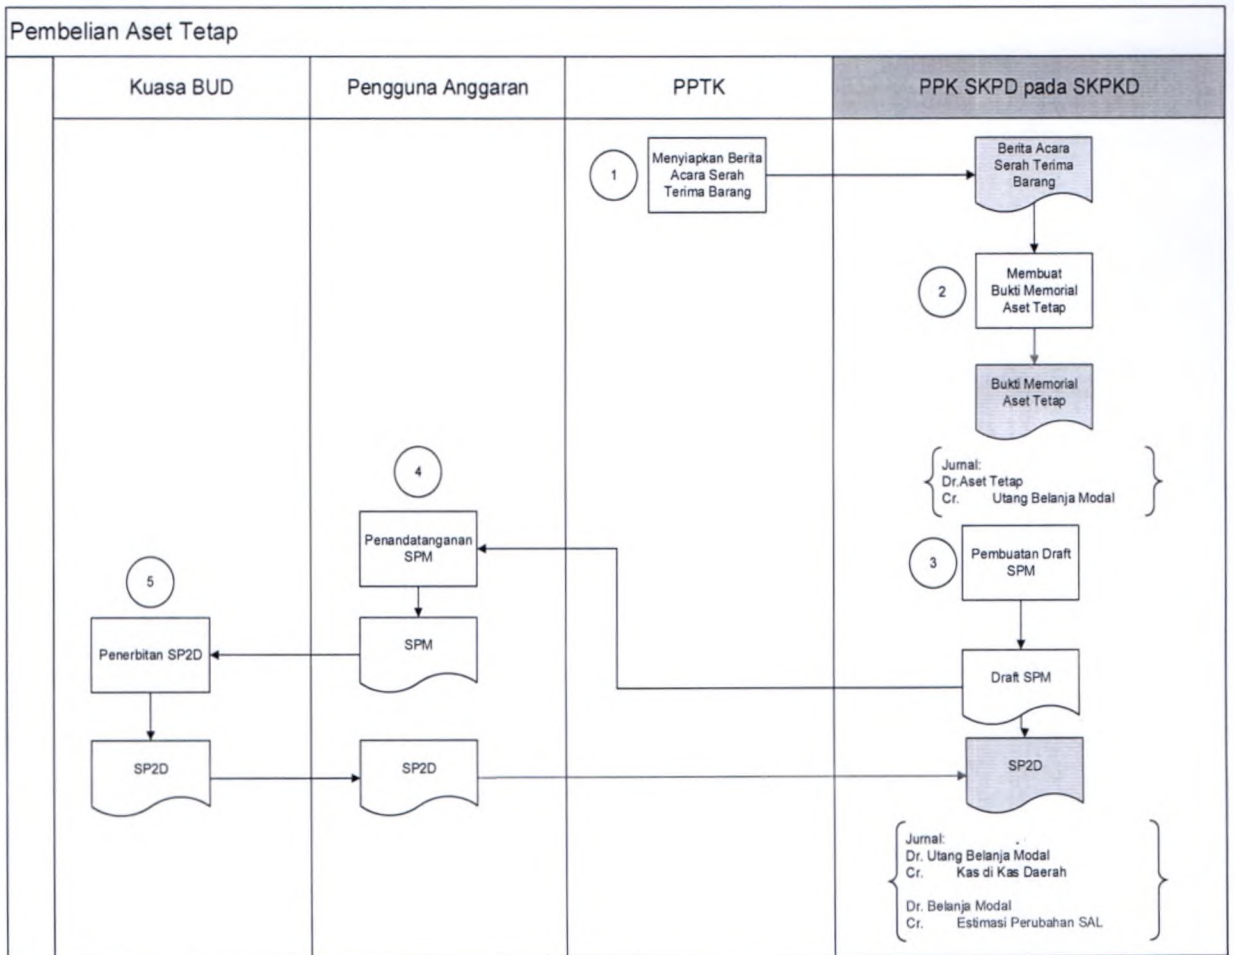 Pembelian Aset Tetap
Kuasa BUD
Pengguna Anggaran
PPTK
PPK SKPD pada SKPKD
1
Menyiapkan Berita
Acara Serah
Terima Barang
Berita Acara
Serah Terima
Barang
2
Membuat
Bukti Memorial
Aset Tetap
Bukti Memorial
Aset Tetap
Jurnal:
Dr.Aset Tetap
Cr. Utang Belanja Modal
3
Pembuatan Draft
SPM
Draft SPM
4
Penandatanganan
SPM
SPM
5
Penerbitan SP2D
SP2D
SP2D
SP2D
Jurnal:
Dr. Utang Belanja Modal
Cr. Kas di Kas Daerah
Dr. Belanja Modal
Cr. Estimasi Perubahan SAL